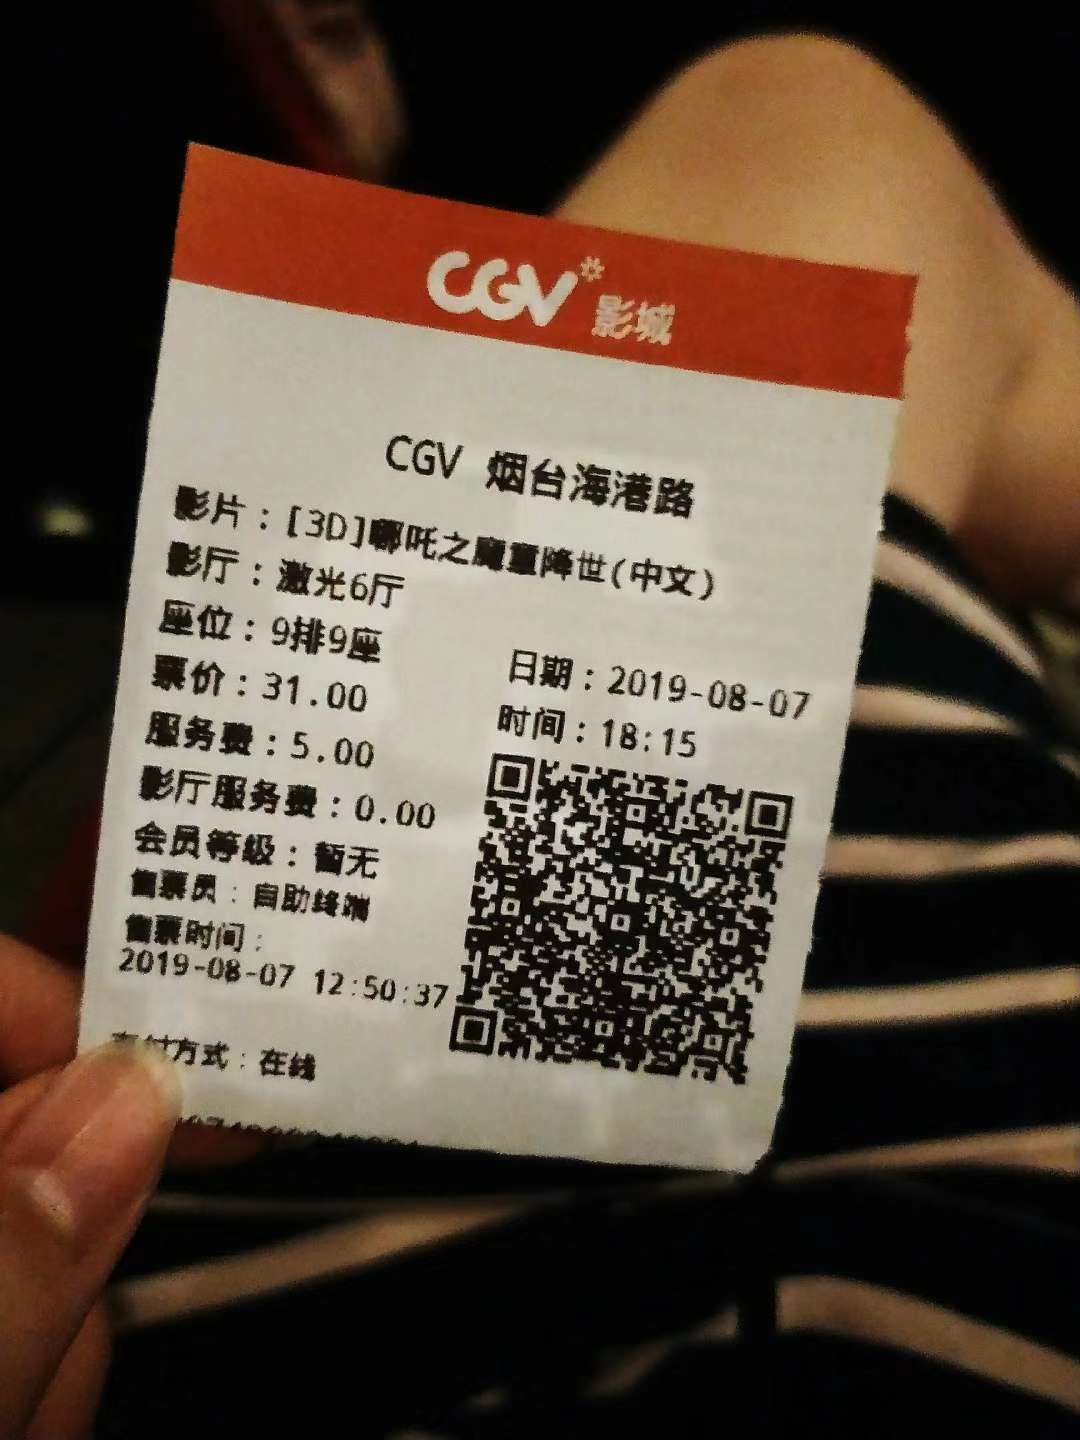 CGV 影城
CGV 烟台海港路
影片：[3D]哪吒之魔童降世(中文)
影厅：激光6厅
座位：9排9座
票价：31.00
日期：2019-08-07
服务费：5.00
时间：18:15
影厅服务费：0.00
会员等级：暂无
售票员：自助终端
售票时间：
2019-08-07 12:50:37
支付方式：在线